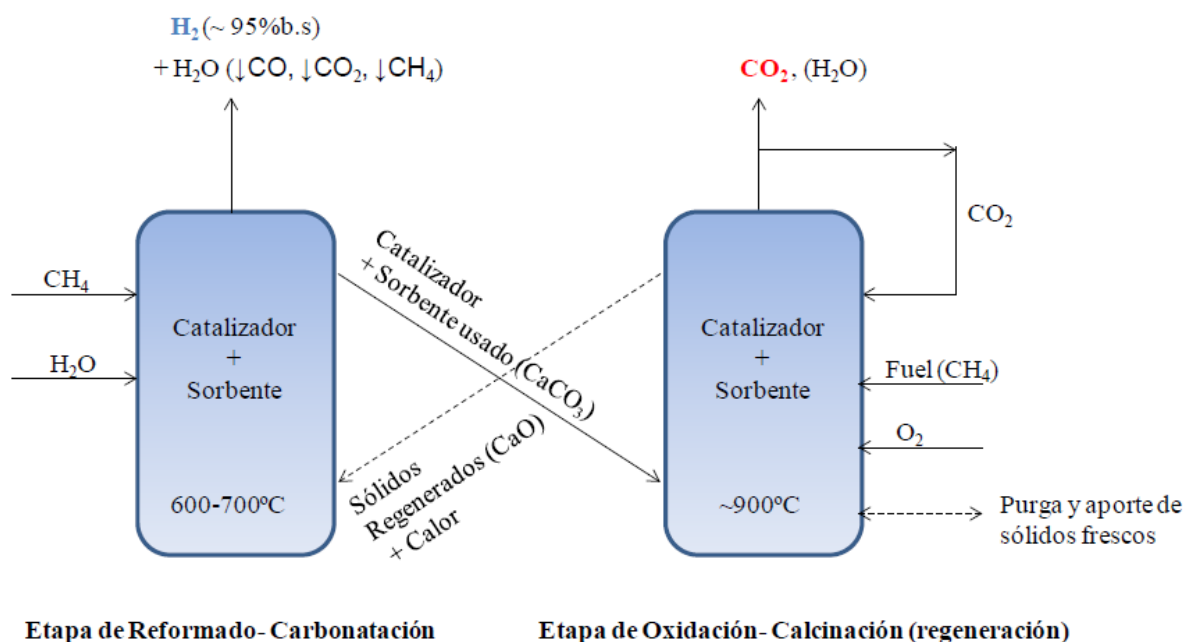 H₂ (~ 95%b.s)
+ H₂O (↓CO, ↓CO₂, ↓CH₄)
CO₂, (H₂O)
CO₂
CH₄
H₂O
Catalizador
+
Sorbente
600-700ºC
Catalizador
+ Sorbente usado (CaCO₃)
Sólidos
Regenerados (CaO)
+ Calor
Catalizador
+
Sorbente
~900ºC
Fuel (CH₄)
O₂
Purga y aporte de
sólidos frescos
Etapa de Reformado- Carbonatación
Etapa de Oxidación- Calcinación (regeneración)